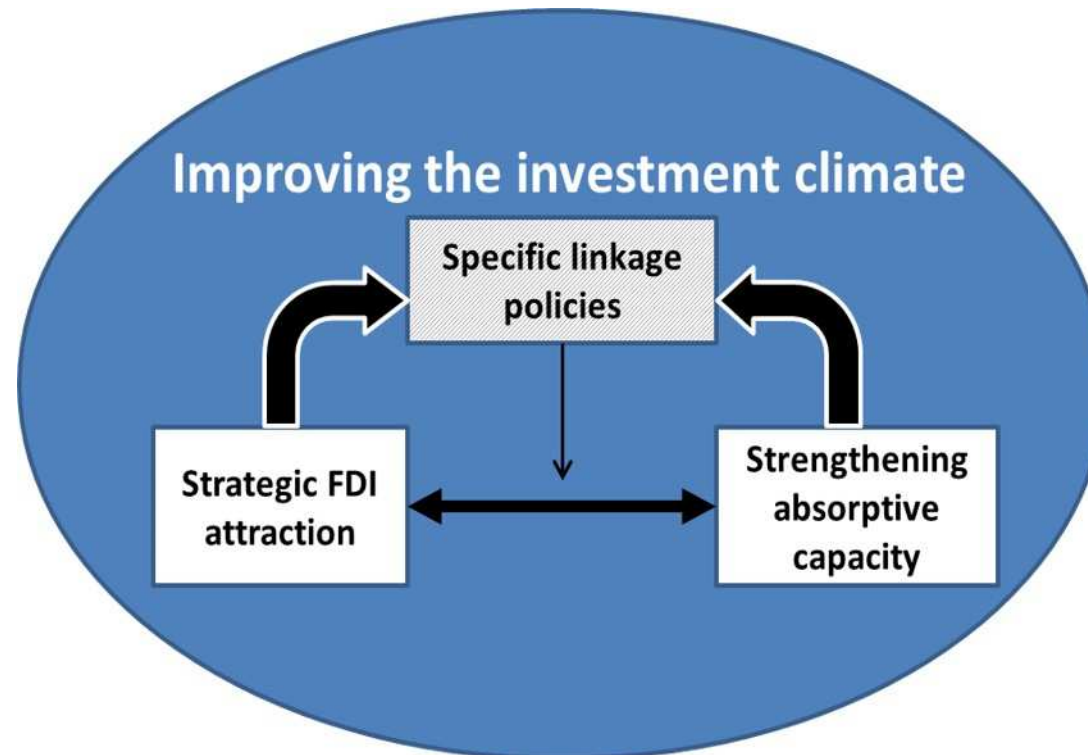 Improving the investment climate
Specific linkage
policies
Strategic FDI
attraction
Strengthening
absorptive
capacity